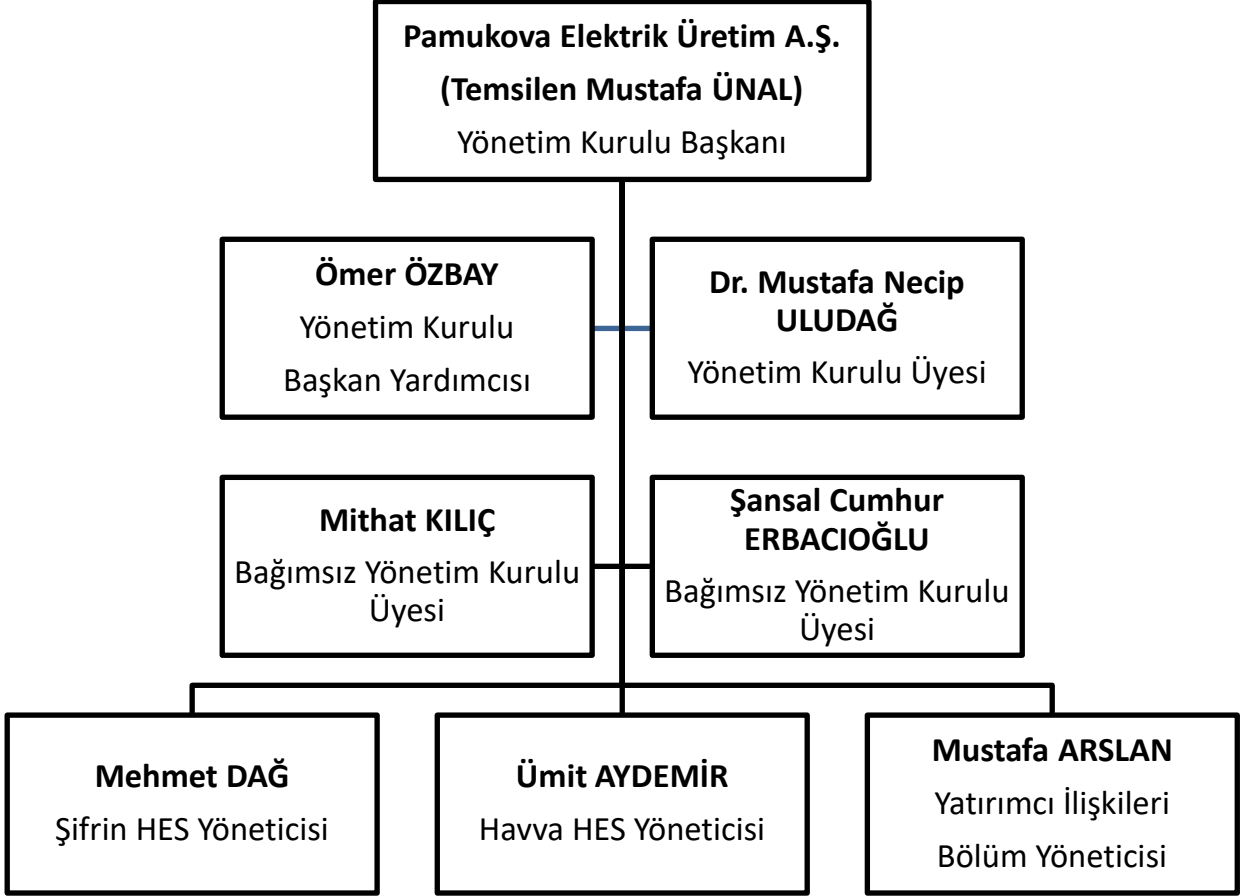 Pamukova Elektrik Üretim A.Ş.
(Temsilen Mustafa ÜNAL)
Yönetim Kurulu Başkanı
Ömer ÖZBAY
Yönetim Kurulu
Başkan Yardımcısı
Dr. Mustafa Necip
ULUDAĞ
Yönetim Kurulu Üyesi
Mithat KILIÇ
Bağımsız Yönetim Kurulu
Üyesi
Şansal Cumhur
ERBACIOĞLU
Bağımsız Yönetim Kurulu
Üyesi
Mehmet DAĞ
Şifrin HES Yöneticisi
Ümit AYDEMİR
Havva HES Yöneticisi
Mustafa ARSLAN
Yatırımcı İlişkileri
Bölüm Yöneticisi